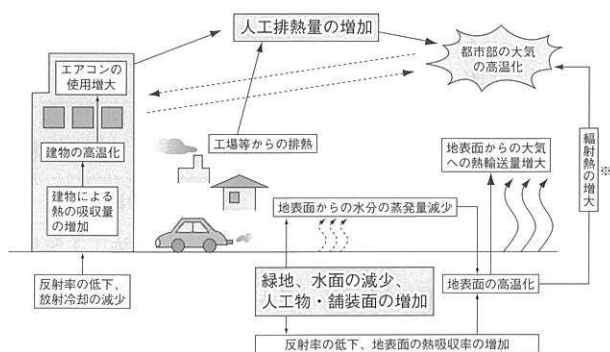 人工排熱量の増加
エアコンの
使用増大
都市部の大気
の高温化
建物の高温化
工場等からの排熱
地表面からの大気
への熱輸送量増大
輻射熱の増大
※
建物による
熱の吸収量
の増加
地表面からの水分の蒸発量減少
反射率の低下、
放射冷却の減少
緑地、水面の減少、
人工物・舗装面の増加
地表面の高温化
反射率の低下、地表面の熱吸収率の増加